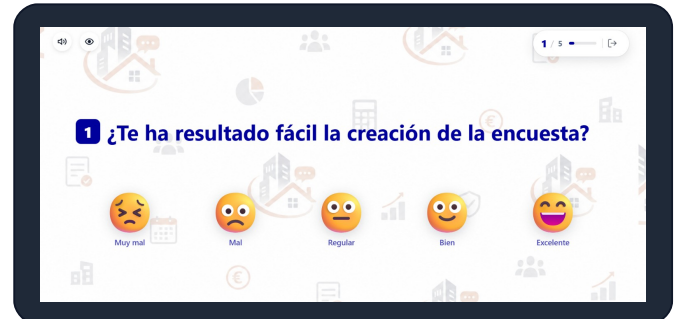 1 / 5
1 ¿Te ha resultado fácil la creación de la encuesta?
Muy mal
Mal
Regular
Bien
Excelente